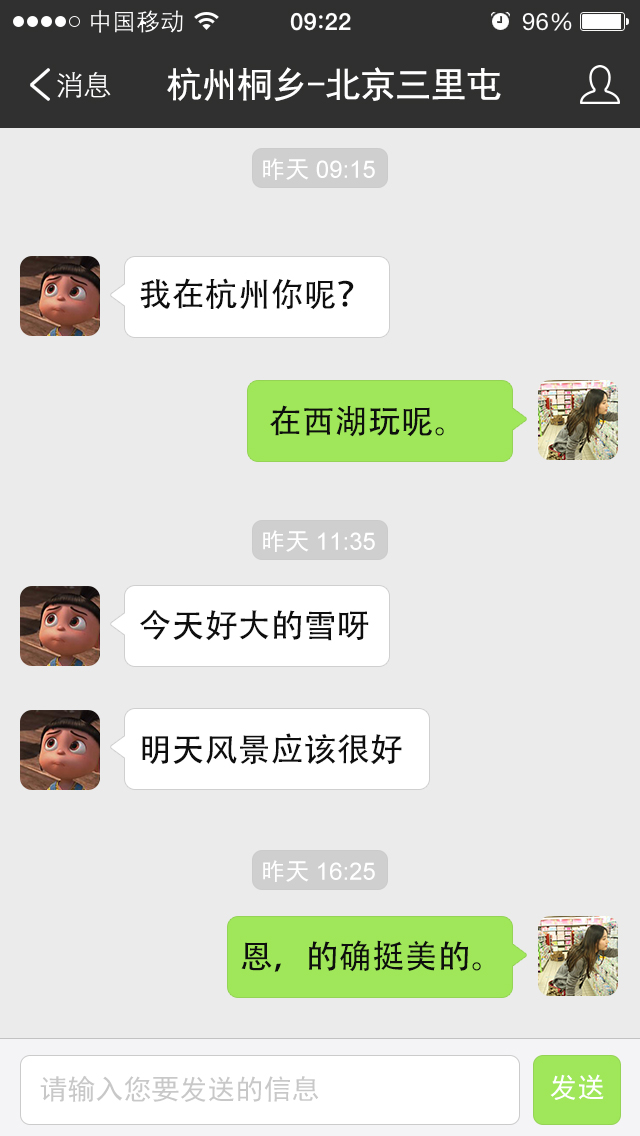 中国移动 09:22 96%
消息 杭州桐乡-北京三里屯
昨天 09:15
我在杭州你呢？
在西湖玩呢。
昨天 11:35
今天好大的雪呀
明天风景应该很好
昨天 16:25
恩，的确挺美的。
请输入您要发送的信息 发送